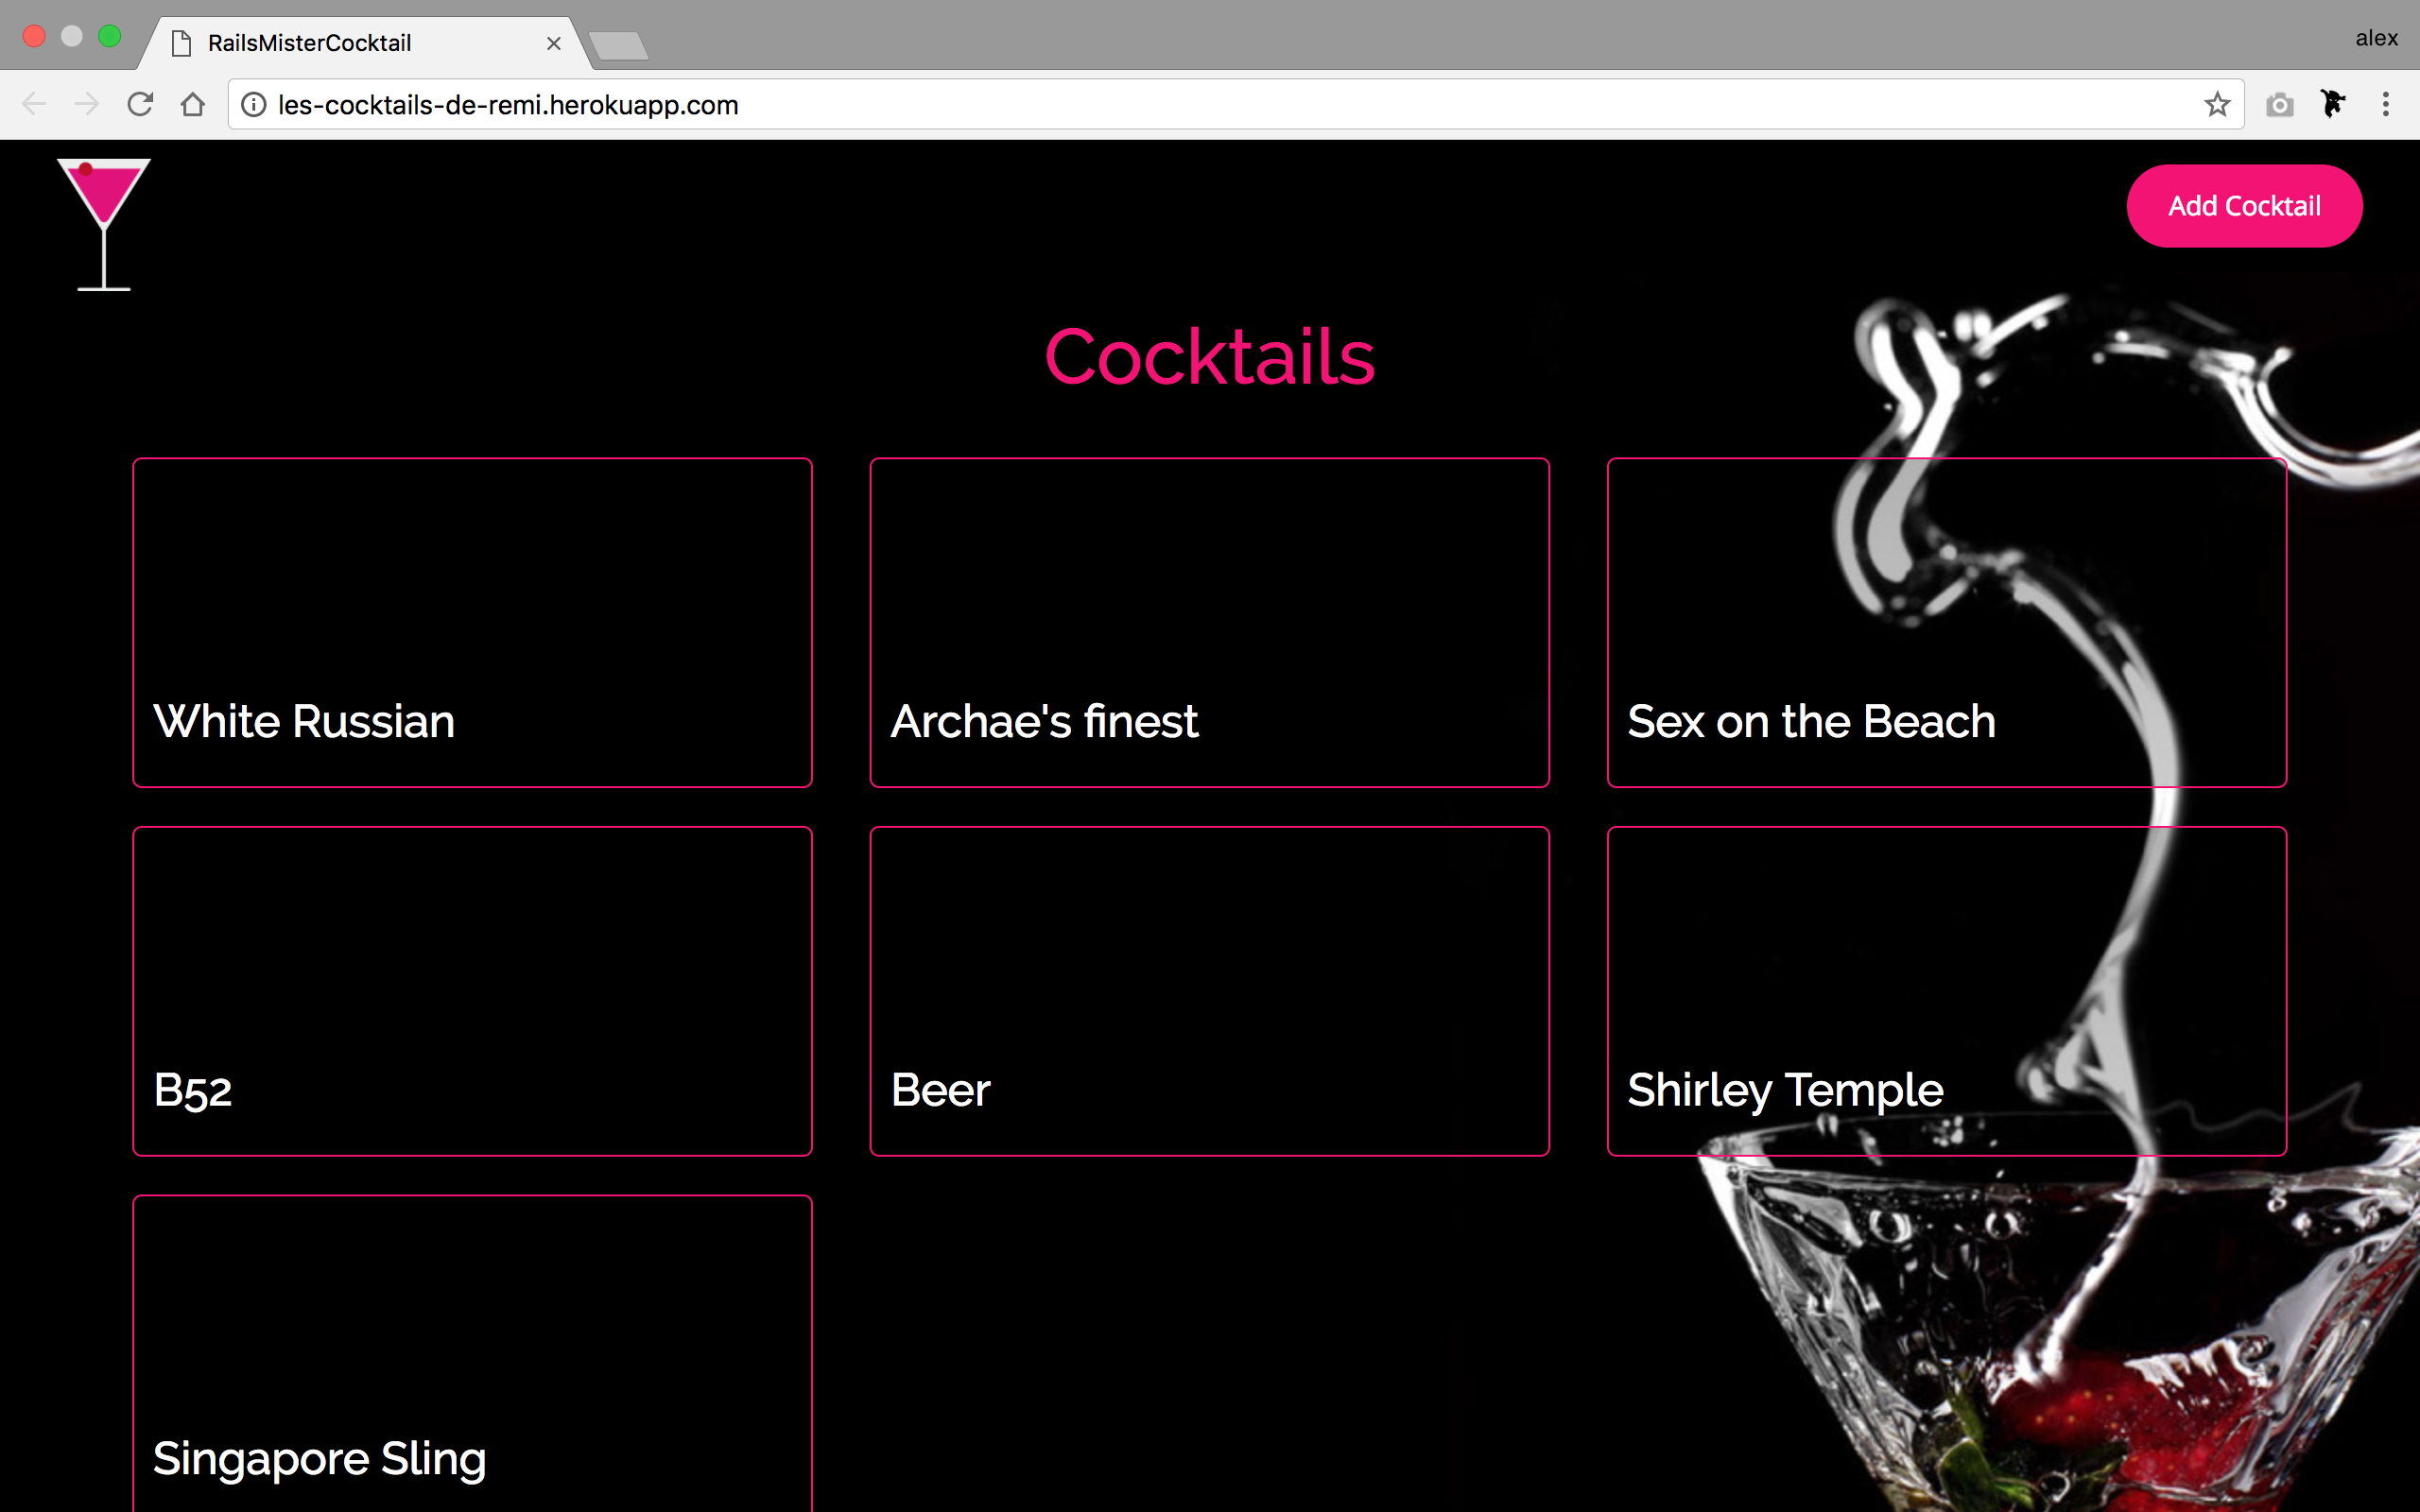 RailsMisterCocktail
alex
les-cocktails-de-remi.herokuapp.com
Add Cocktail
Cocktails
White Russian
Archae's finest
Sex on the Beach
B52
Beer
Shirley Temple
Singapore Sling